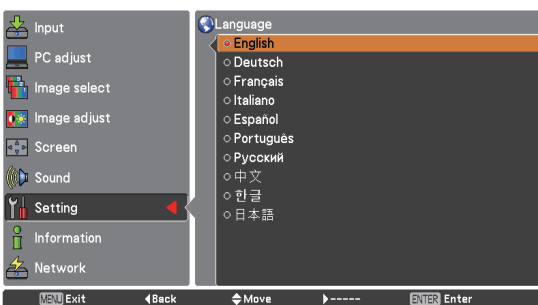 Input
PC adjust
Image select
Image adjust
Screen
Sound
Setting
Information
Network
Language
English
Deutsch
Français
Italiano
Español
Português
Русский
中文
한글
日本語
MENU Exit ◀Back Move ▶----- ENTER Enter